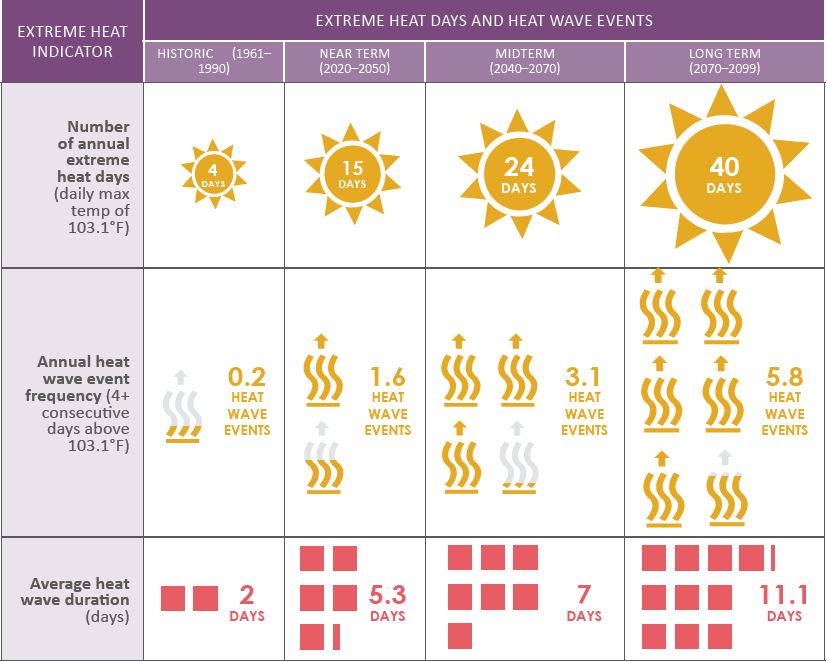 EXTREME HEAT
INDICATOR
EXTREME HEAT DAYS AND HEAT WAVE EVENTS
HISTORIC (1961–
1990)
NEAR TERM
(2020–2050)
MIDTERM
(2040–2070)
LONG TERM
(2070–2099)
Number
of annual
extreme
heat days
(daily max
temp of
103.1°F)
4
DAYS
15
DAYS
24
DAYS
40
DAYS
Annual heat
wave event
frequency (4+
consecutive
days above
103.1°F)
0.2
HEAT
WAVE
EVENTS
1.6
HEAT
WAVE
EVENTS
3.1
HEAT
WAVE
EVENTS
5.8
HEAT
WAVE
EVENTS
Average heat
wave duration
(days)
2
DAYS
5.3
DAYS
7
DAYS
11.1
DAYS